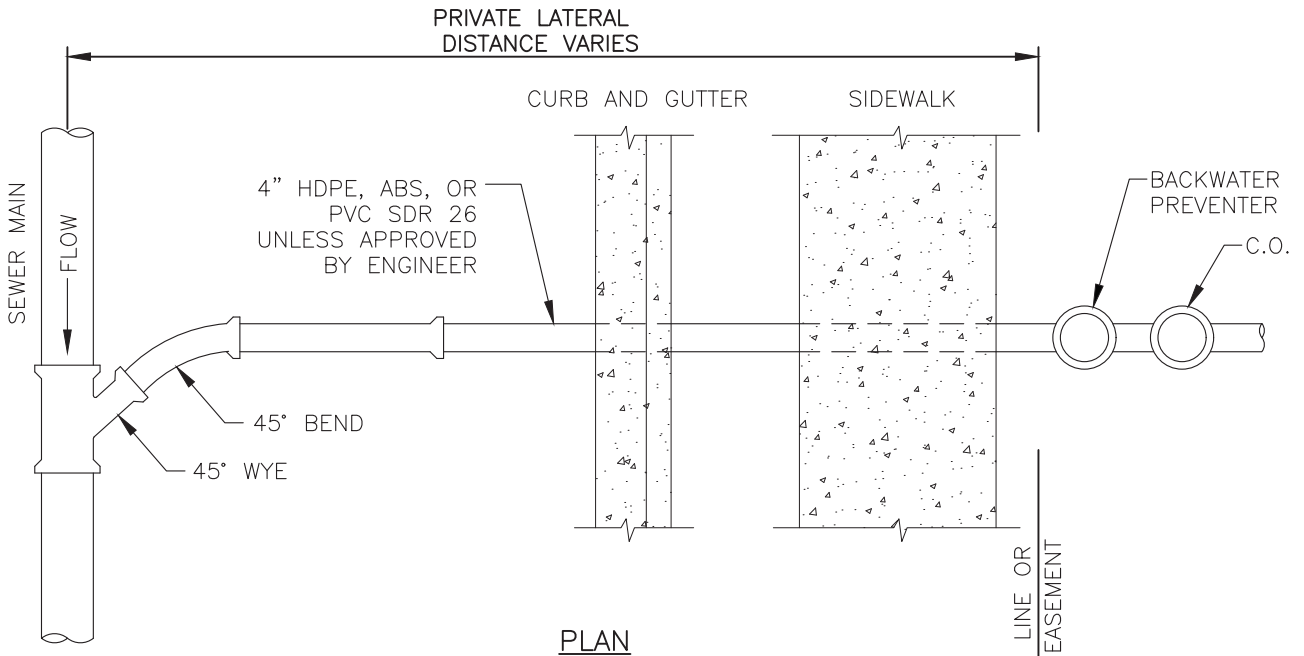 PRIVATE LATERAL
DISTANCE VARIES
CURB AND GUTTER
SIDEWALK
4” HDPE, ABS, OR
PVC SDR 26
UNLESS APPROVED
BY ENGINEER
BACKWATER
PREVENTER
C.O.
SEWER MAIN
FLOW
45° BEND
45° WYE
LINE OR
EASEMENT
PLAN